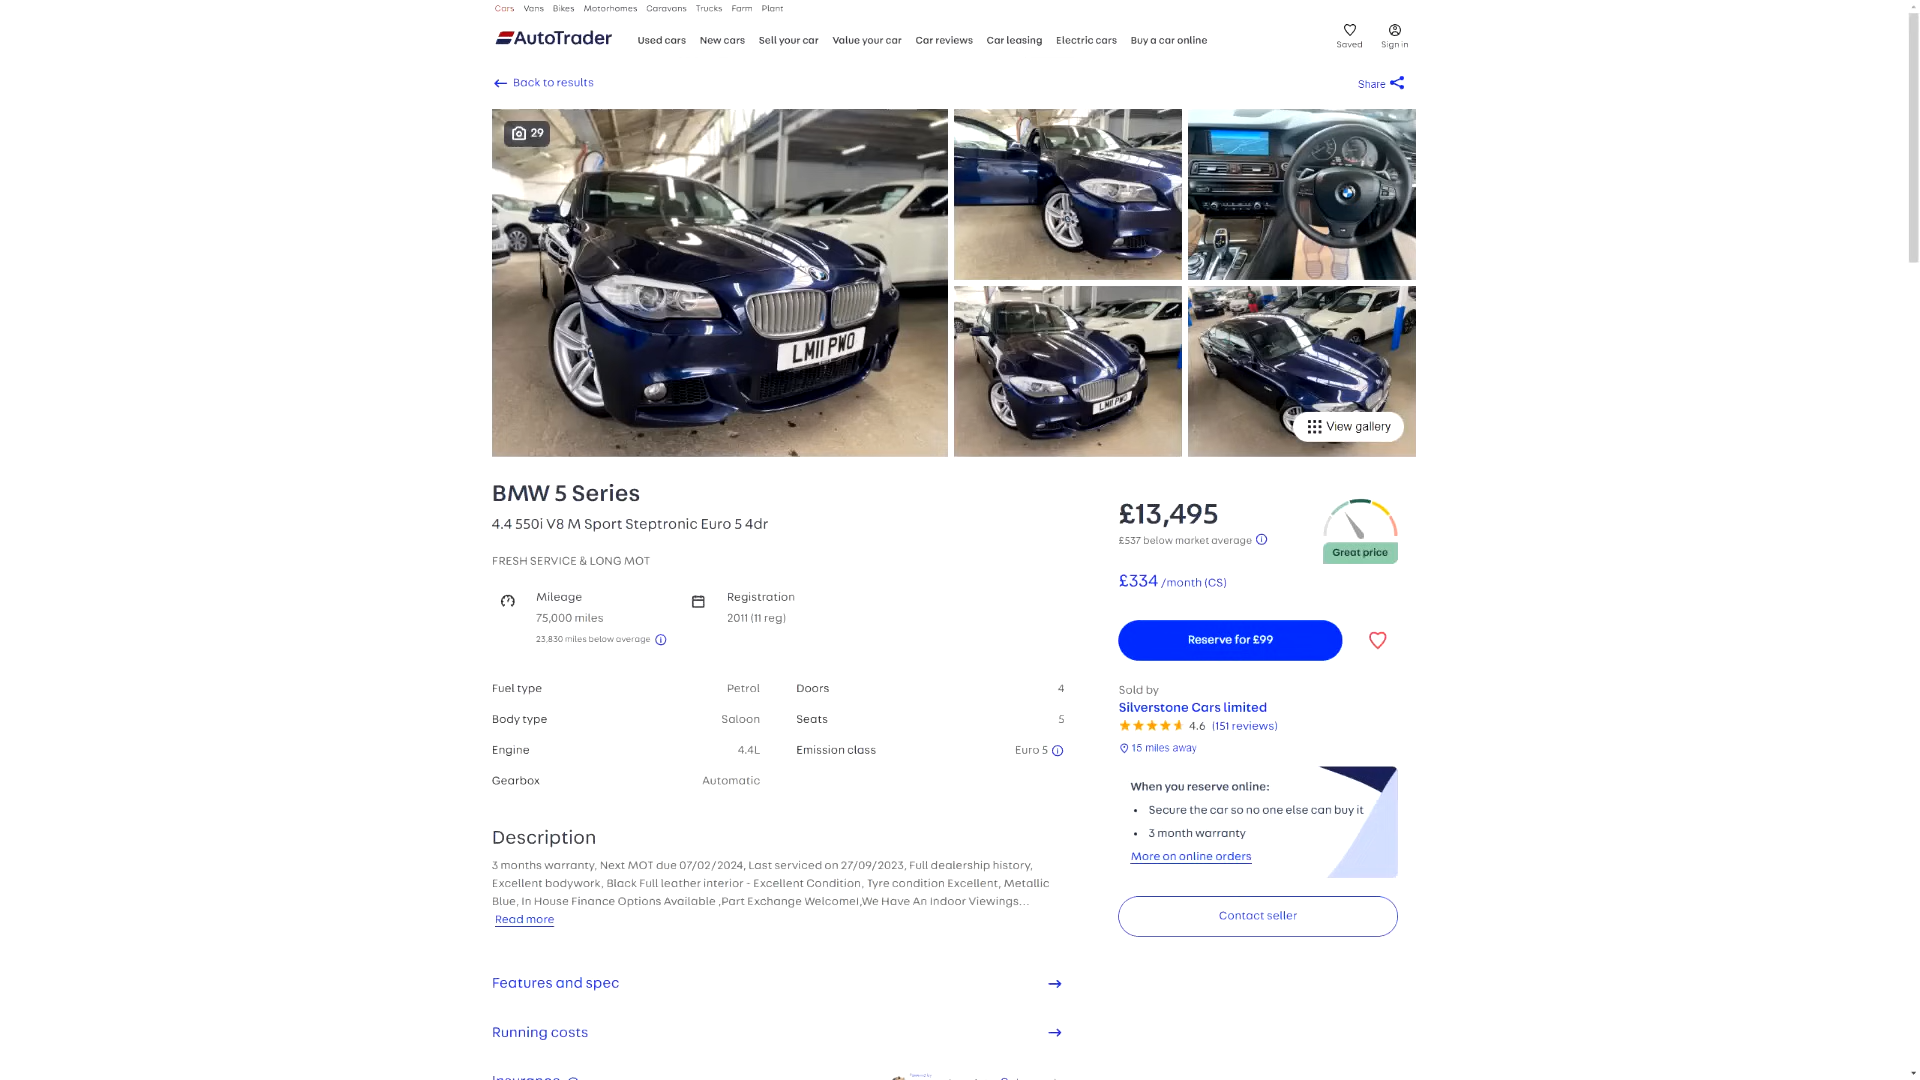 Cars Vans Bikes Motorhomes Caravans Trucks Farm Plant
AutoTrader Used cars New cars Sell your car Value your car Car reviews Car leasing Electric cars Buy a car online Saved Sign in
Back to results Share
29
LM11 PWO
LM11 PWO
View gallery
BMW 5 Series
4.4 550i V8 M Sport Steptronic Euro 5 4dr
£13,495
£537 below market average
Great price
FRESH SERVICE & LONG MOT
£334 /month (CS)
Mileage Registration
75,000 miles 2011 (11 reg)
23,830 miles below average
Reserve for £99
Fuel type Petrol Doors 4
Body type Saloon Seats 5
Engine 4.4L Emission class Euro 5
Gearbox Automatic
Sold by
Silverstone Cars limited
4.6 (151 reviews)
15 miles away
When you reserve online:
• Secure the car so no one else can buy it
• 3 month warranty
More on online orders
Contact seller
Description
3 months warranty, Next MOT due 07/02/2024, Last serviced on 27/09/2023, Full dealership history,
Excellent bodywork, Black Full leather interior - Excellent Condition, Tyre condition Excellent, Metallic
Blue, In House Finance Options Available ,Part Exchange Welcome!,We Have An Indoor Viewings...
Read more
Features and spec
Running costs